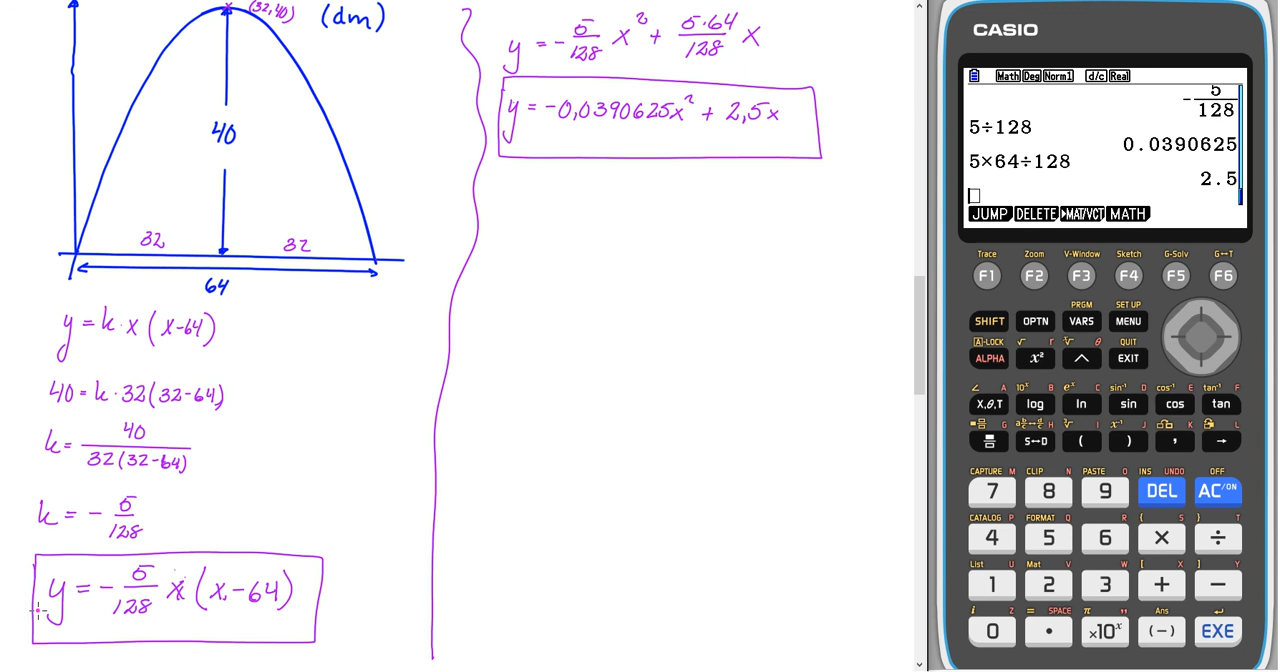 (32,40)
(dm)
40
32
32
64
y = k·x (x-64)
40 = k·32(32-64)
k = 40/32(32-64)
k = - 5/128
y = - 5/128 x (x-64)
y = - 5/128 x² + 5·64/128 x
y = -0,0390625x² + 2,5x
CASIO
Math Deg Norm1 d/c Real
- 5/128
5÷128
0.0390625
5×64÷128
2.5
JUMP DELETE ▶MAT/VCT MATH
Trace Zoom V-Window Sketch G-Solv G↔T
F1 F2 F3 F4 F5 F6
PRGM SET UP
SHIFT OPTN VARS MENU
A-LOCK √ r θ QUIT
ALPHA x² ^ EXIT
∠ A 10ˣ B eˣ C sin⁻¹ D cos⁻¹ E tan⁻¹ F
X,θ,T log ln sin cos tan
G H I x⁻¹ J K L
S↔D ( ) , →
CAPTURE M CLIP N PASTE O INS UNDO OFF
7 8 9 DEL AC/ON
CATALOG P FORMAT Q R { S } T
4 5 6 × ÷
List U Mat V W [ X ] Y
1 2 3 + −
i Z = SPACE π " Ans ↵
0 • ×10ˣ (−) EXE